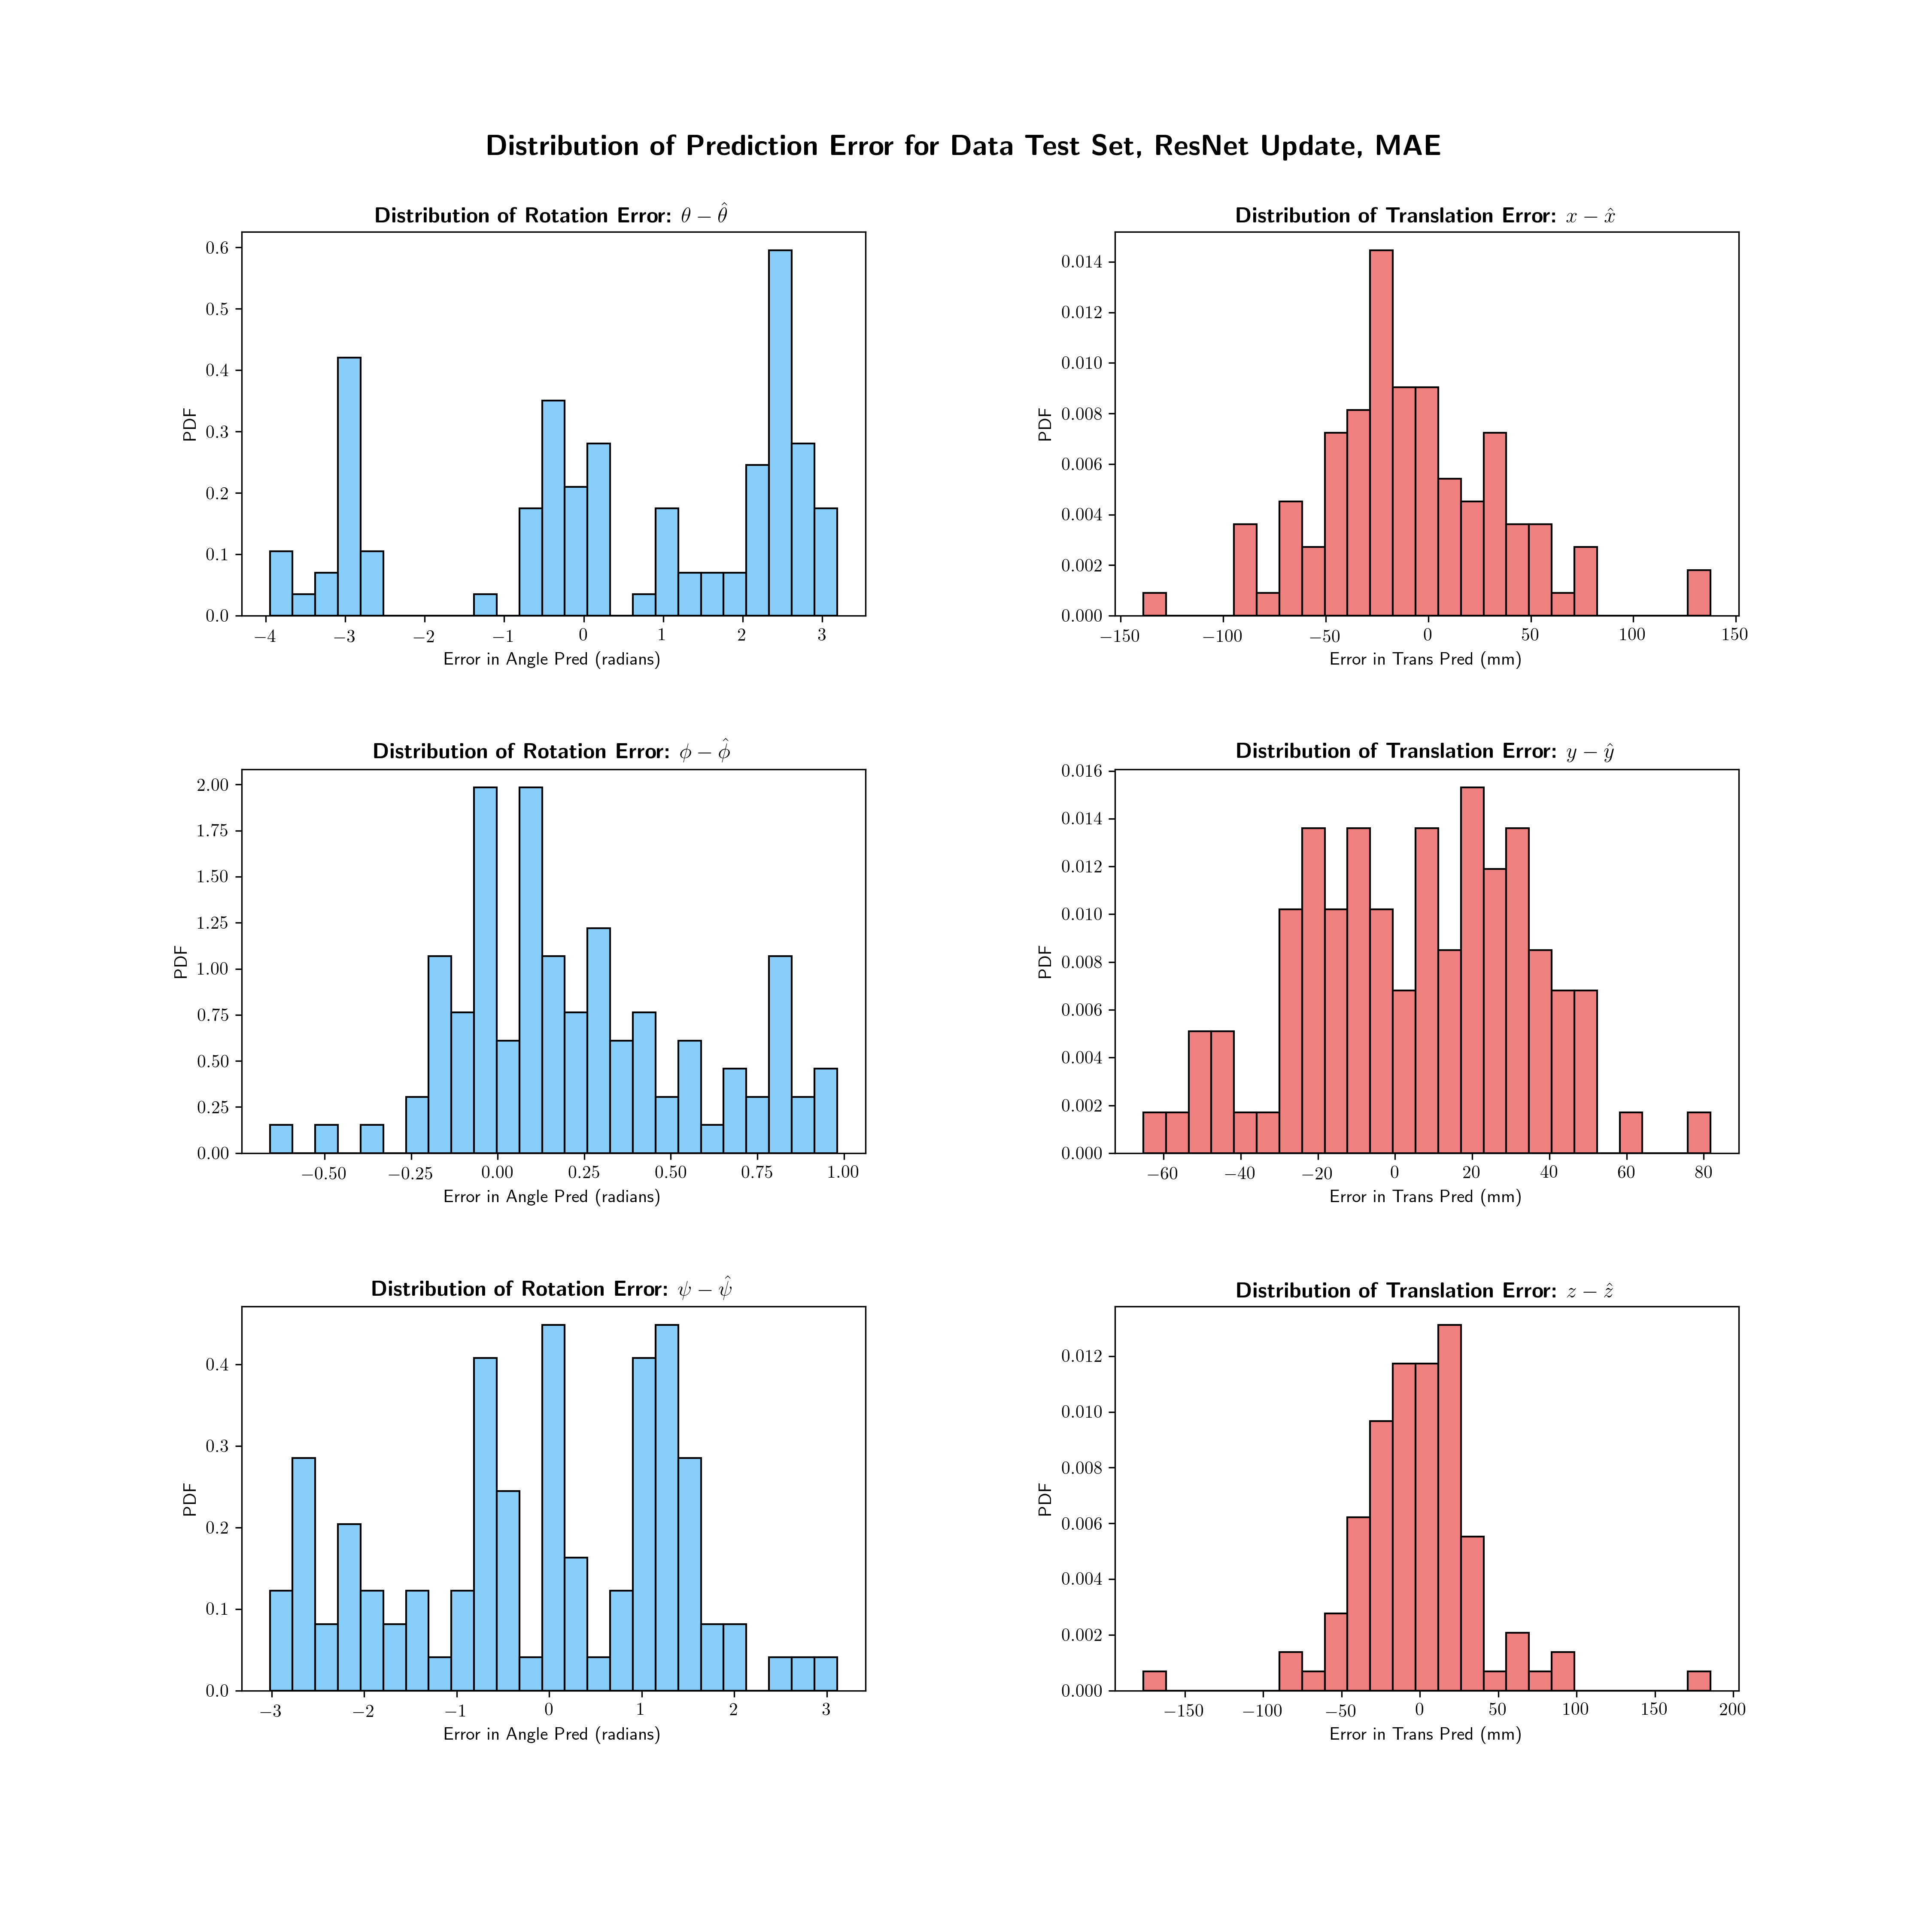 Distribution of Prediction Error for Data Test Set, ResNet Update, MAE
Distribution of Rotation Error: θ − θ̂
PDF
0.6
0.5
0.4
0.3
0.2
0.1
0.0
−4 −3 −2 −1 0 1 2 3
Error in Angle Pred (radians)
Distribution of Translation Error: x − x̂
PDF
0.014
0.012
0.010
0.008
0.006
0.004
0.002
0.000
−150 −100 −50 0 50 100 150
Error in Trans Pred (mm)
Distribution of Rotation Error: ϕ − ϕ̂
PDF
2.00
1.75
1.50
1.25
1.00
0.75
0.50
0.25
0.00
−0.50 −0.25 0.00 0.25 0.50 0.75 1.00
Error in Angle Pred (radians)
Distribution of Translation Error: y − ŷ
PDF
0.016
0.014
0.012
0.010
0.008
0.006
0.004
0.002
0.000
−60 −40 −20 0 20 40 60 80
Error in Trans Pred (mm)
Distribution of Rotation Error: ψ − ψ̂
PDF
0.4
0.3
0.2
0.1
0.0
−3 −2 −1 0 1 2 3
Error in Angle Pred (radians)
Distribution of Translation Error: z − ẑ
PDF
0.012
0.010
0.008
0.006
0.004
0.002
0.000
−150 −100 −50 0 50 100 150 200
Error in Trans Pred (mm)